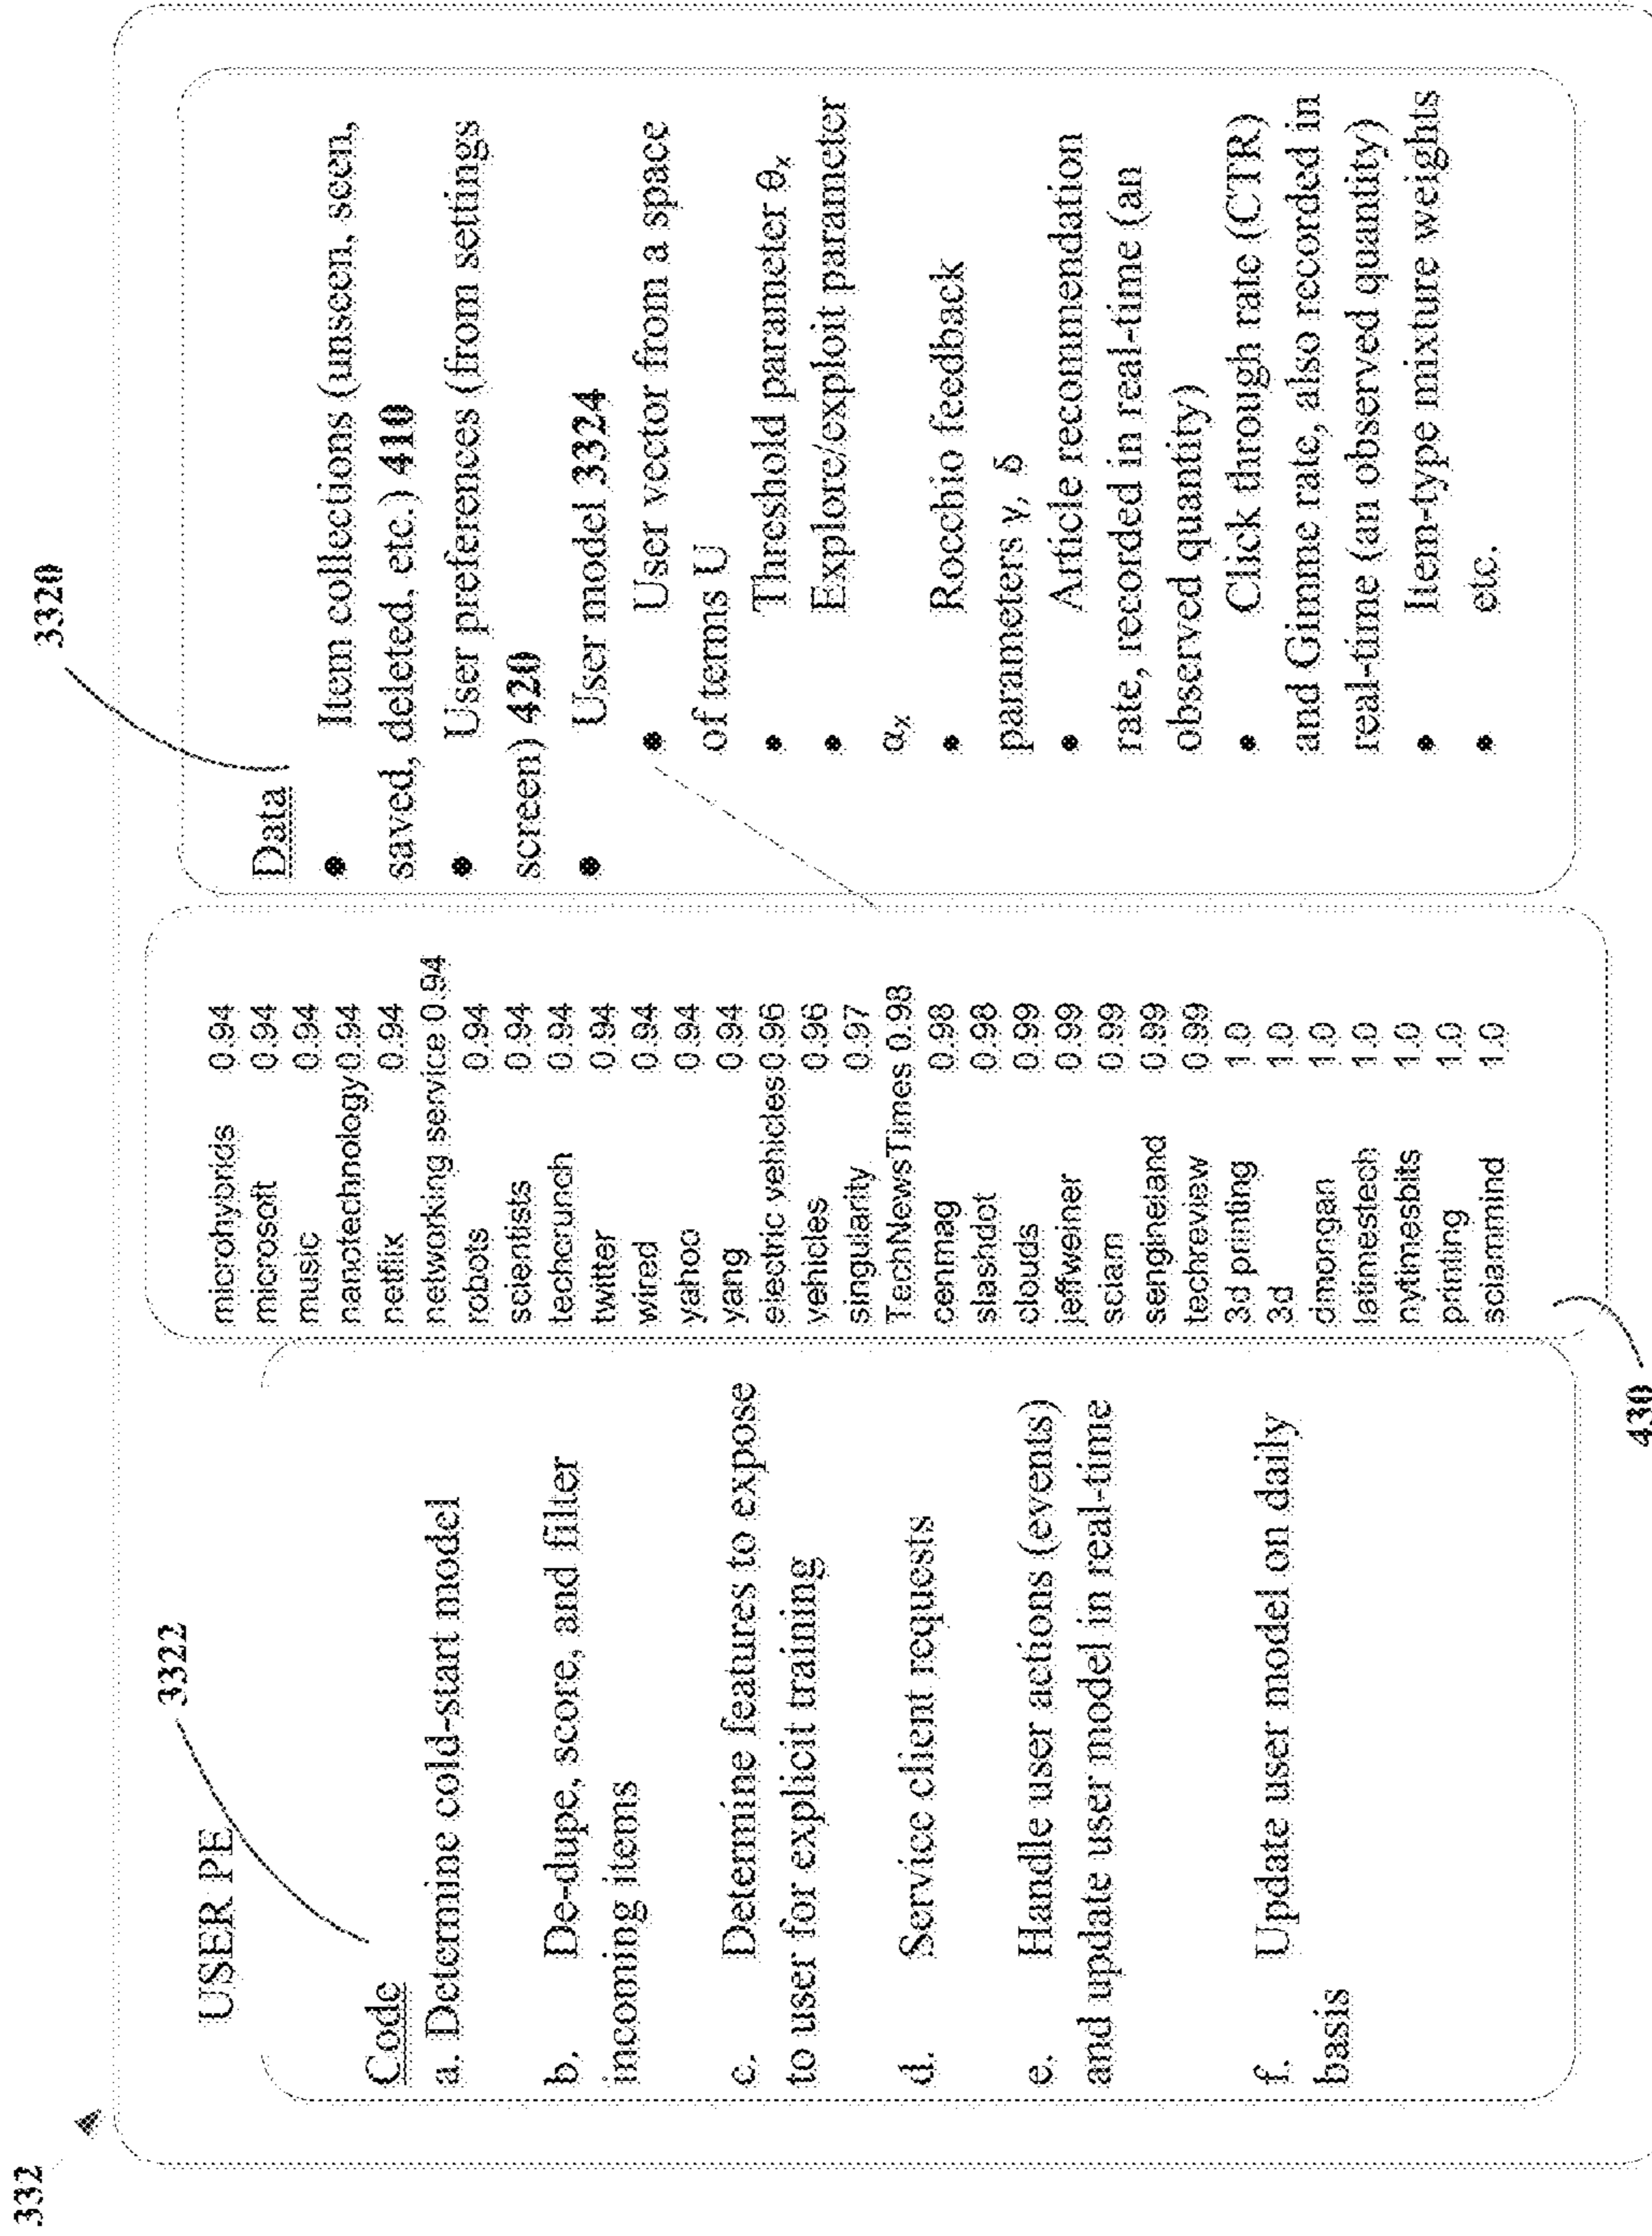 332
USER PE
3322
3320
Code
a. Determine cold-start model
b. De-dupe, score, and filter
incoming items
c. Determine features to expose
to user for explicit training
d. Service client requests
e. Handle user actions (events)
and update user model in real-time
f. Update user model on daily
basis
microhybrids 0.94
microsoft 0.94
music 0.94
nanotechnology 0.94
netflix 0.94
networking service 0.94
robots 0.94
scientists 0.94
techcrunch 0.94
twitter 0.94
wired 0.94
yahoo 0.94
yang 0.94
electric vehicles 0.96
vehicles 0.96
singularity 0.97
TechNewsTimes 0.98
cenmag 0.98
slashdot 0.98
clouds 0.99
jeffweiner 0.99
sciam 0.99
sengineland 0.99
techreview 0.99
3d printing 1.0
3d 1.0
dmongan 1.0
latimestech 1.0
nytimesbits 1.0
printing 1.0
sciammind 1.0
430
Data
• Item collections (unseen, seen,
saved, deleted, etc.) 410
• User preferences (from settings
screen) 420
• User model 3324
• User vector from a space
of terms U
• Threshold parameter θx
• Explore/exploit parameter
αx
• Rocchio feedback
parameters γ, δ
• Article recommendation
rate, recorded in real-time (an
observed quantity)
• Click through rate (CTR)
and Gimme rate, also recorded in
real-time (an observed quantity)
• Item-type mixture weights
• etc.